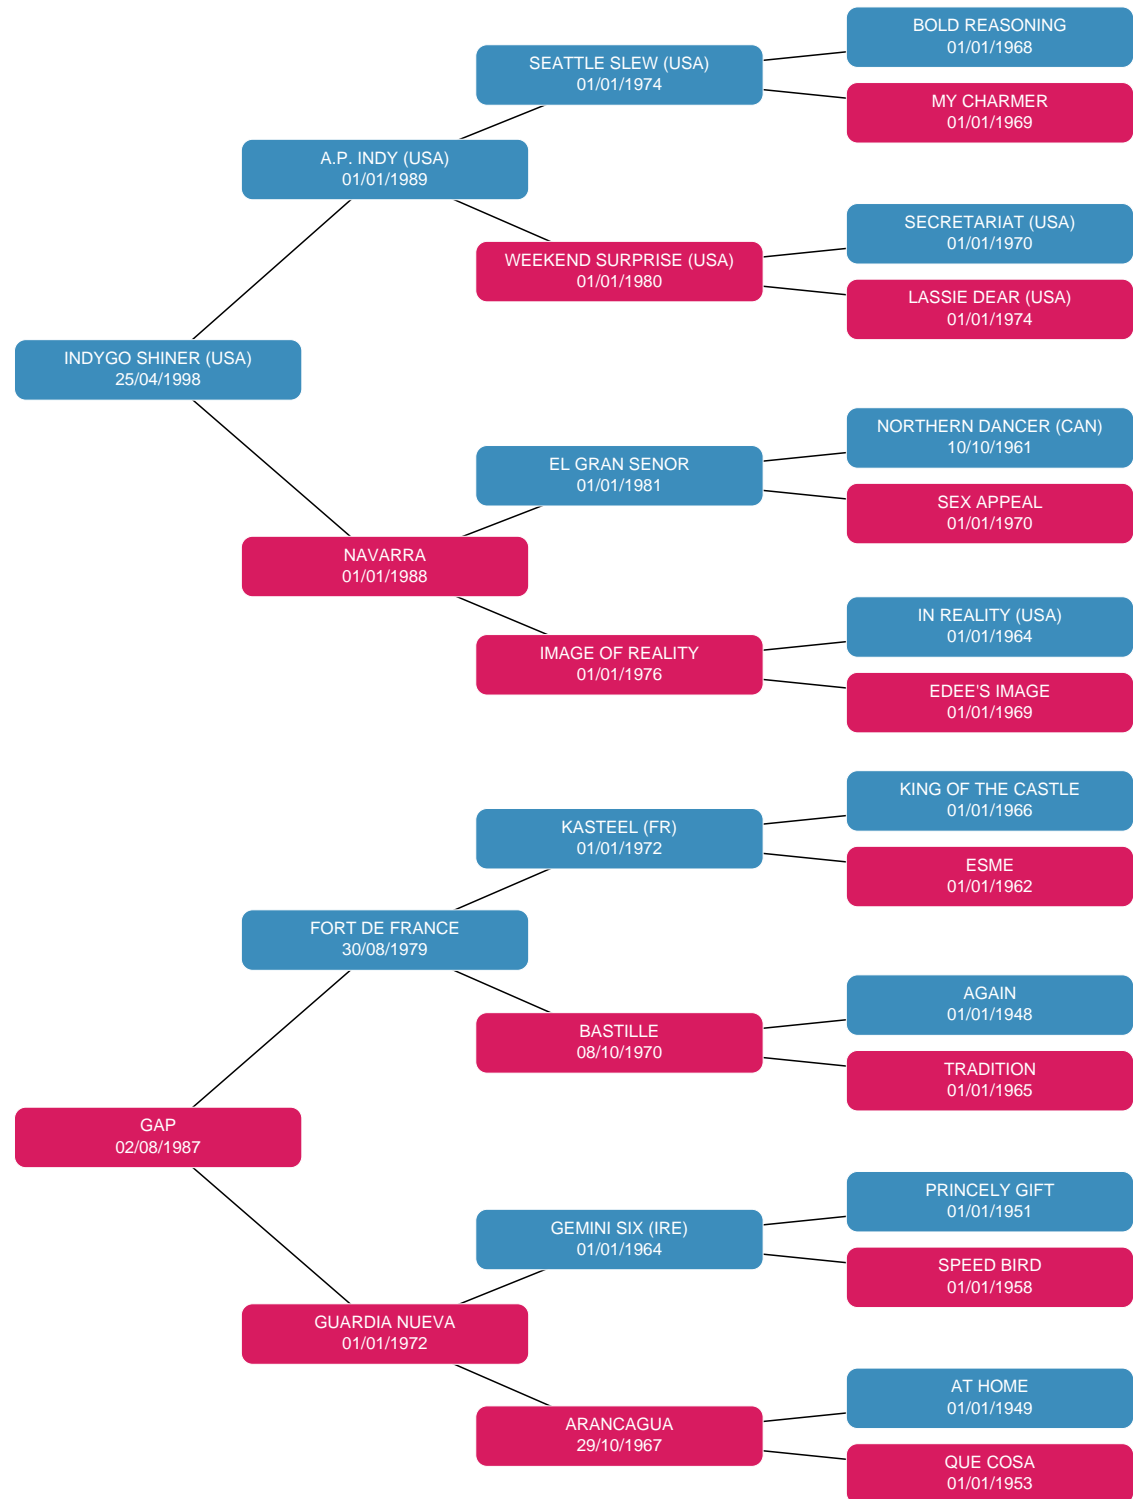 BOLD REASONING
01/01/1968
SEATTLE SLEW (USA)
01/01/1974
MY CHARMER
01/01/1969
A.P. INDY (USA)
01/01/1989
SECRETARIAT (USA)
01/01/1970
WEEKEND SURPRISE (USA)
01/01/1980
LASSIE DEAR (USA)
01/01/1974
INDYGO SHINER (USA)
25/04/1998
NORTHERN DANCER (CAN)
10/10/1961
EL GRAN SENOR
01/01/1981
SEX APPEAL
01/01/1970
NAVARRA
01/01/1988
IN REALITY (USA)
01/01/1964
IMAGE OF REALITY
01/01/1976
EDEE'S IMAGE
01/01/1969
KING OF THE CASTLE
01/01/1966
KASTEEL (FR)
01/01/1972
ESME
01/01/1962
FORT DE FRANCE
30/08/1979
AGAIN
01/01/1948
BASTILLE
08/10/1970
TRADITION
01/01/1965
GAP
02/08/1987
PRINCELY GIFT
01/01/1951
GEMINI SIX (IRE)
01/01/1964
SPEED BIRD
01/01/1958
GUARDIA NUEVA
01/01/1972
AT HOME
01/01/1949
ARANCAGUA
29/10/1967
QUE COSA
01/01/1953